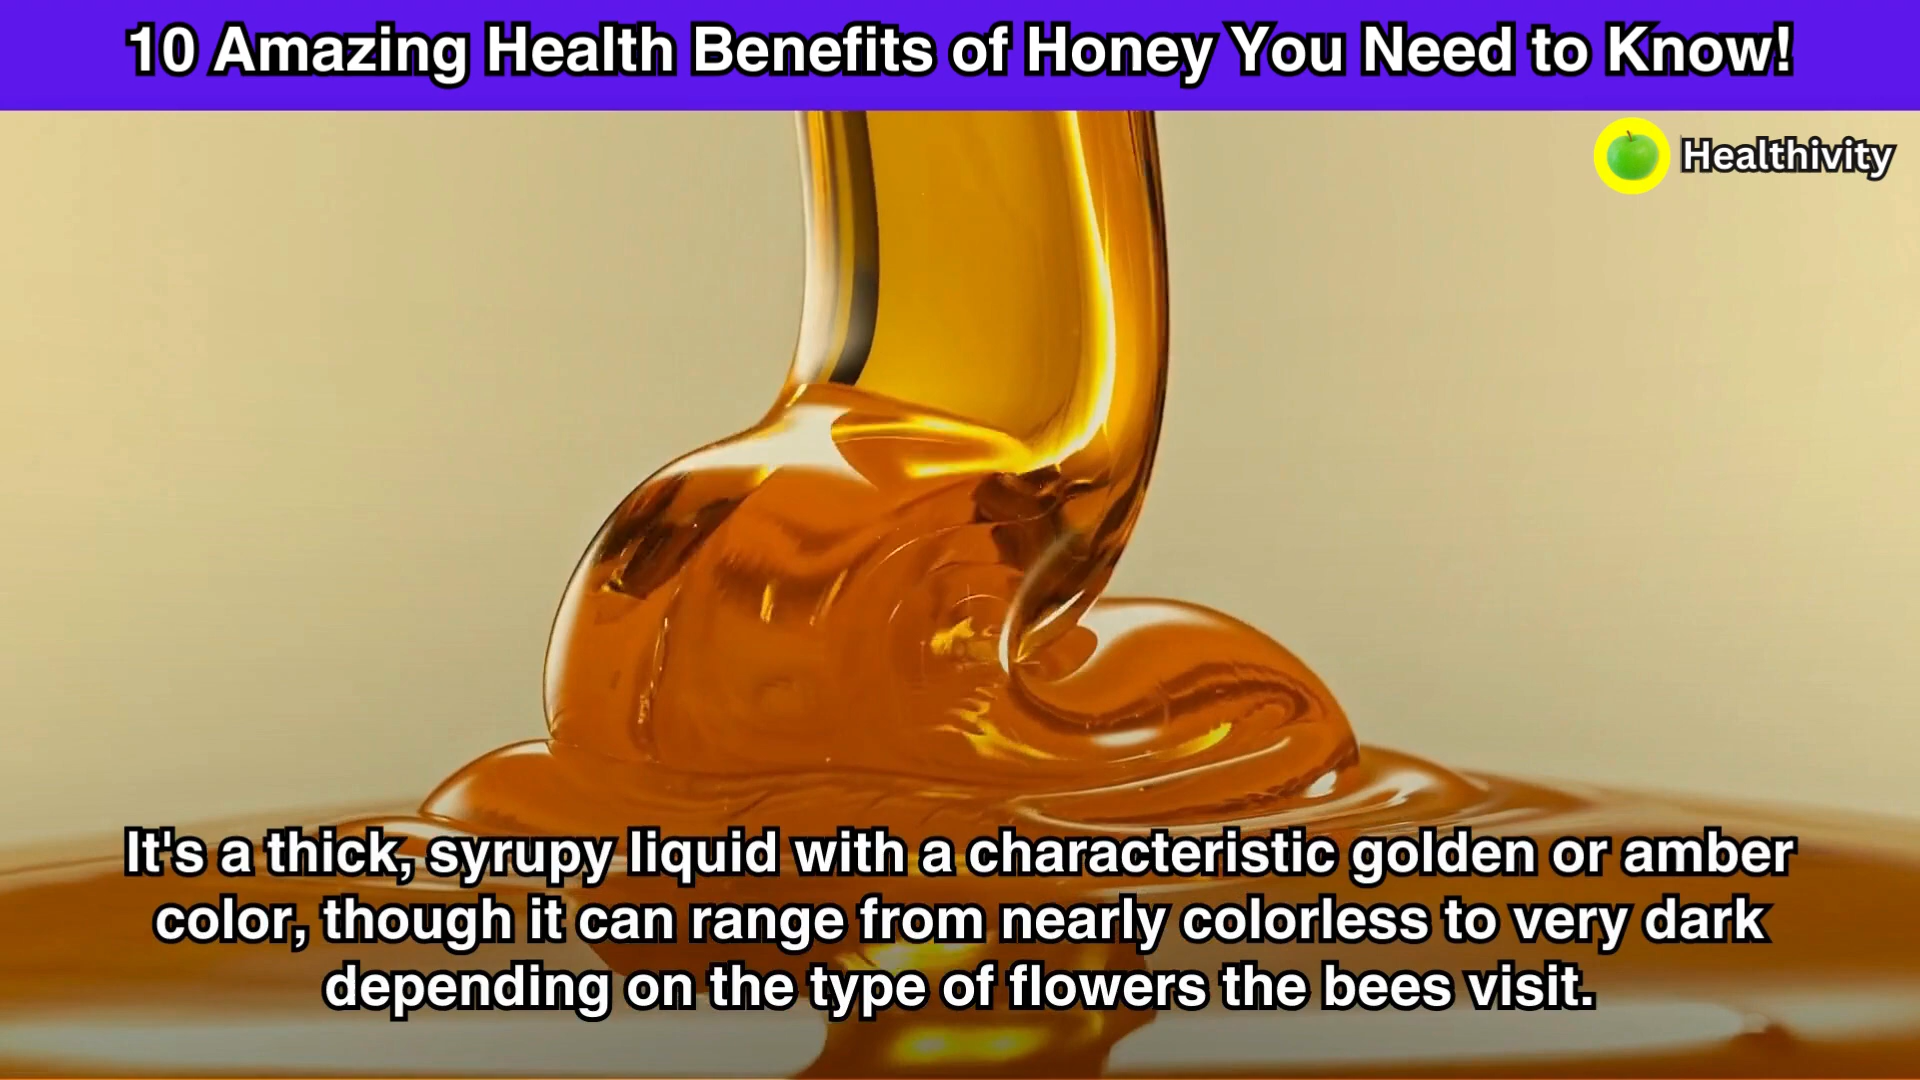 10 Amazing Health Benefits of Honey You Need to Know!
Healthivity
It's a thick, syrupy liquid with a characteristic golden or amber
color, though it can range from nearly colorless to very dark
depending on the type of flowers the bees visit.